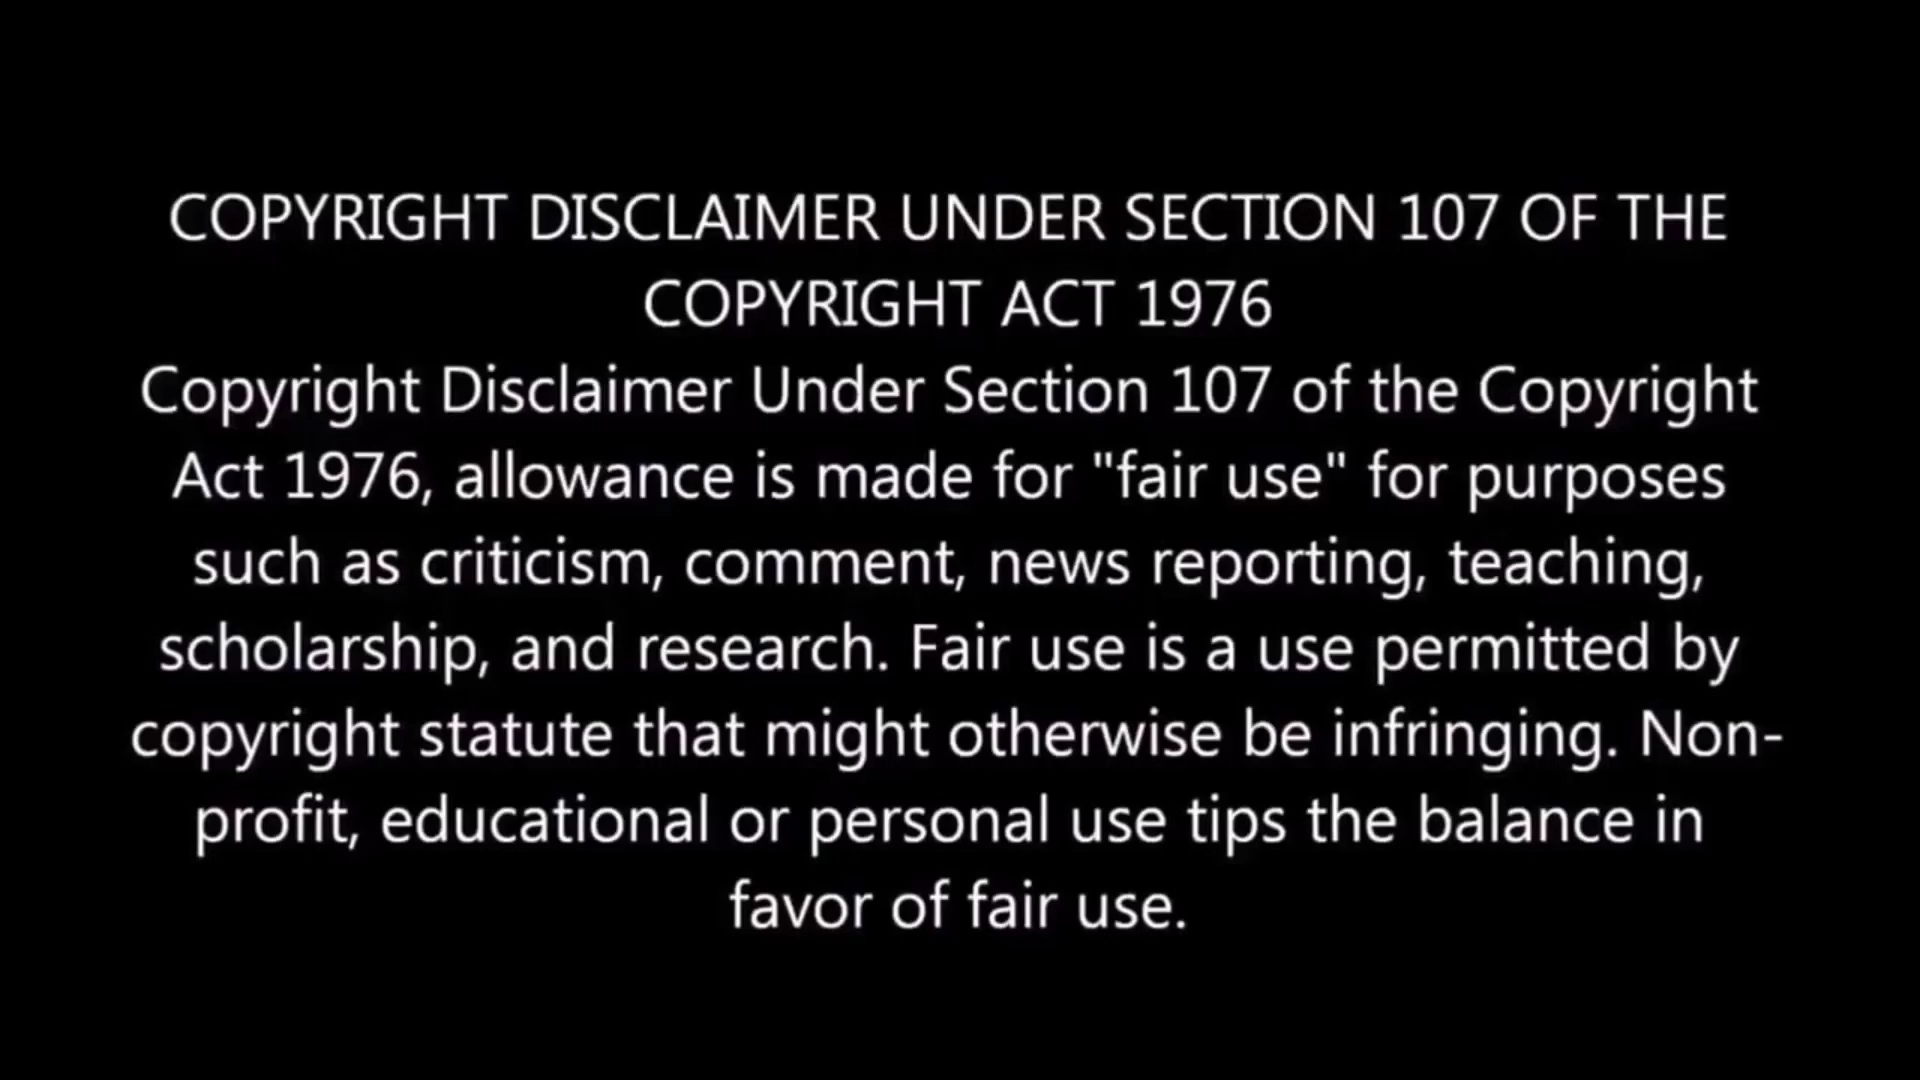 COPYRIGHT DISCLAIMER UNDER SECTION 107 OF THE
COPYRIGHT ACT 1976
Copyright Disclaimer Under Section 107 of the Copyright
Act 1976, allowance is made for "fair use" for purposes
such as criticism, comment, news reporting, teaching,
scholarship, and research. Fair use is a use permitted by
copyright statute that might otherwise be infringing. Non-
profit, educational or personal use tips the balance in
favor of fair use.